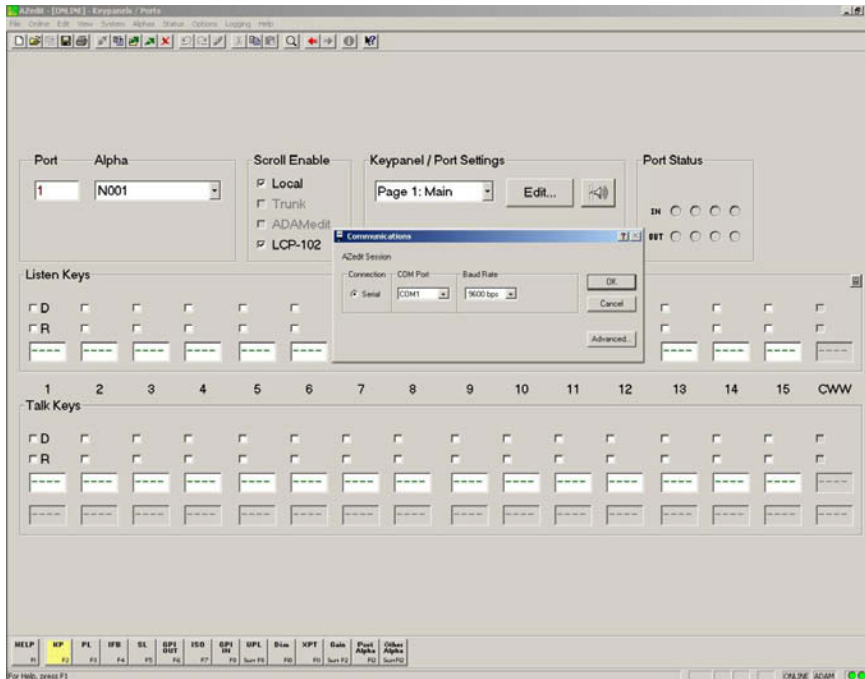 AZedit - [ONLINE] - Keypanels / Ports
File Online Edit View System Alphas Status Options Logging Help
Port Alpha Scroll Enable Keypanel / Port Settings Port Status
1 N001 Local Page 1: Main Edit...
Trunk
ADAMedit
LCP-102
IN
OUT
Communications
AZedit Session
Connection COM Port Baud Rate
Serial COM1 9600 bps
OK
Cancel
Advanced...
Listen Keys
D
R
---- ---- ---- ---- ---- ---- ---- ---- ---- ----
1 2 3 4 5 6 7 8 9 10 11 12 13 14 15 CWW
Talk Keys
D
R
---- ---- ---- ---- ---- ---- ---- ---- ---- ---- ---- ---- ---- ---- ---- ----
---- ---- ---- ---- ---- ---- ---- ---- ---- ---- ---- ---- ---- ---- ---- ----
HELP KP PL IFB SL GPI OUT ISO GPI IN UPL Dim XPT Gain Port Alpha Other Alpha
F1 F2 F3 F4 F5 F6 F7 F8
For Help, press F1
ONLINE ADAM